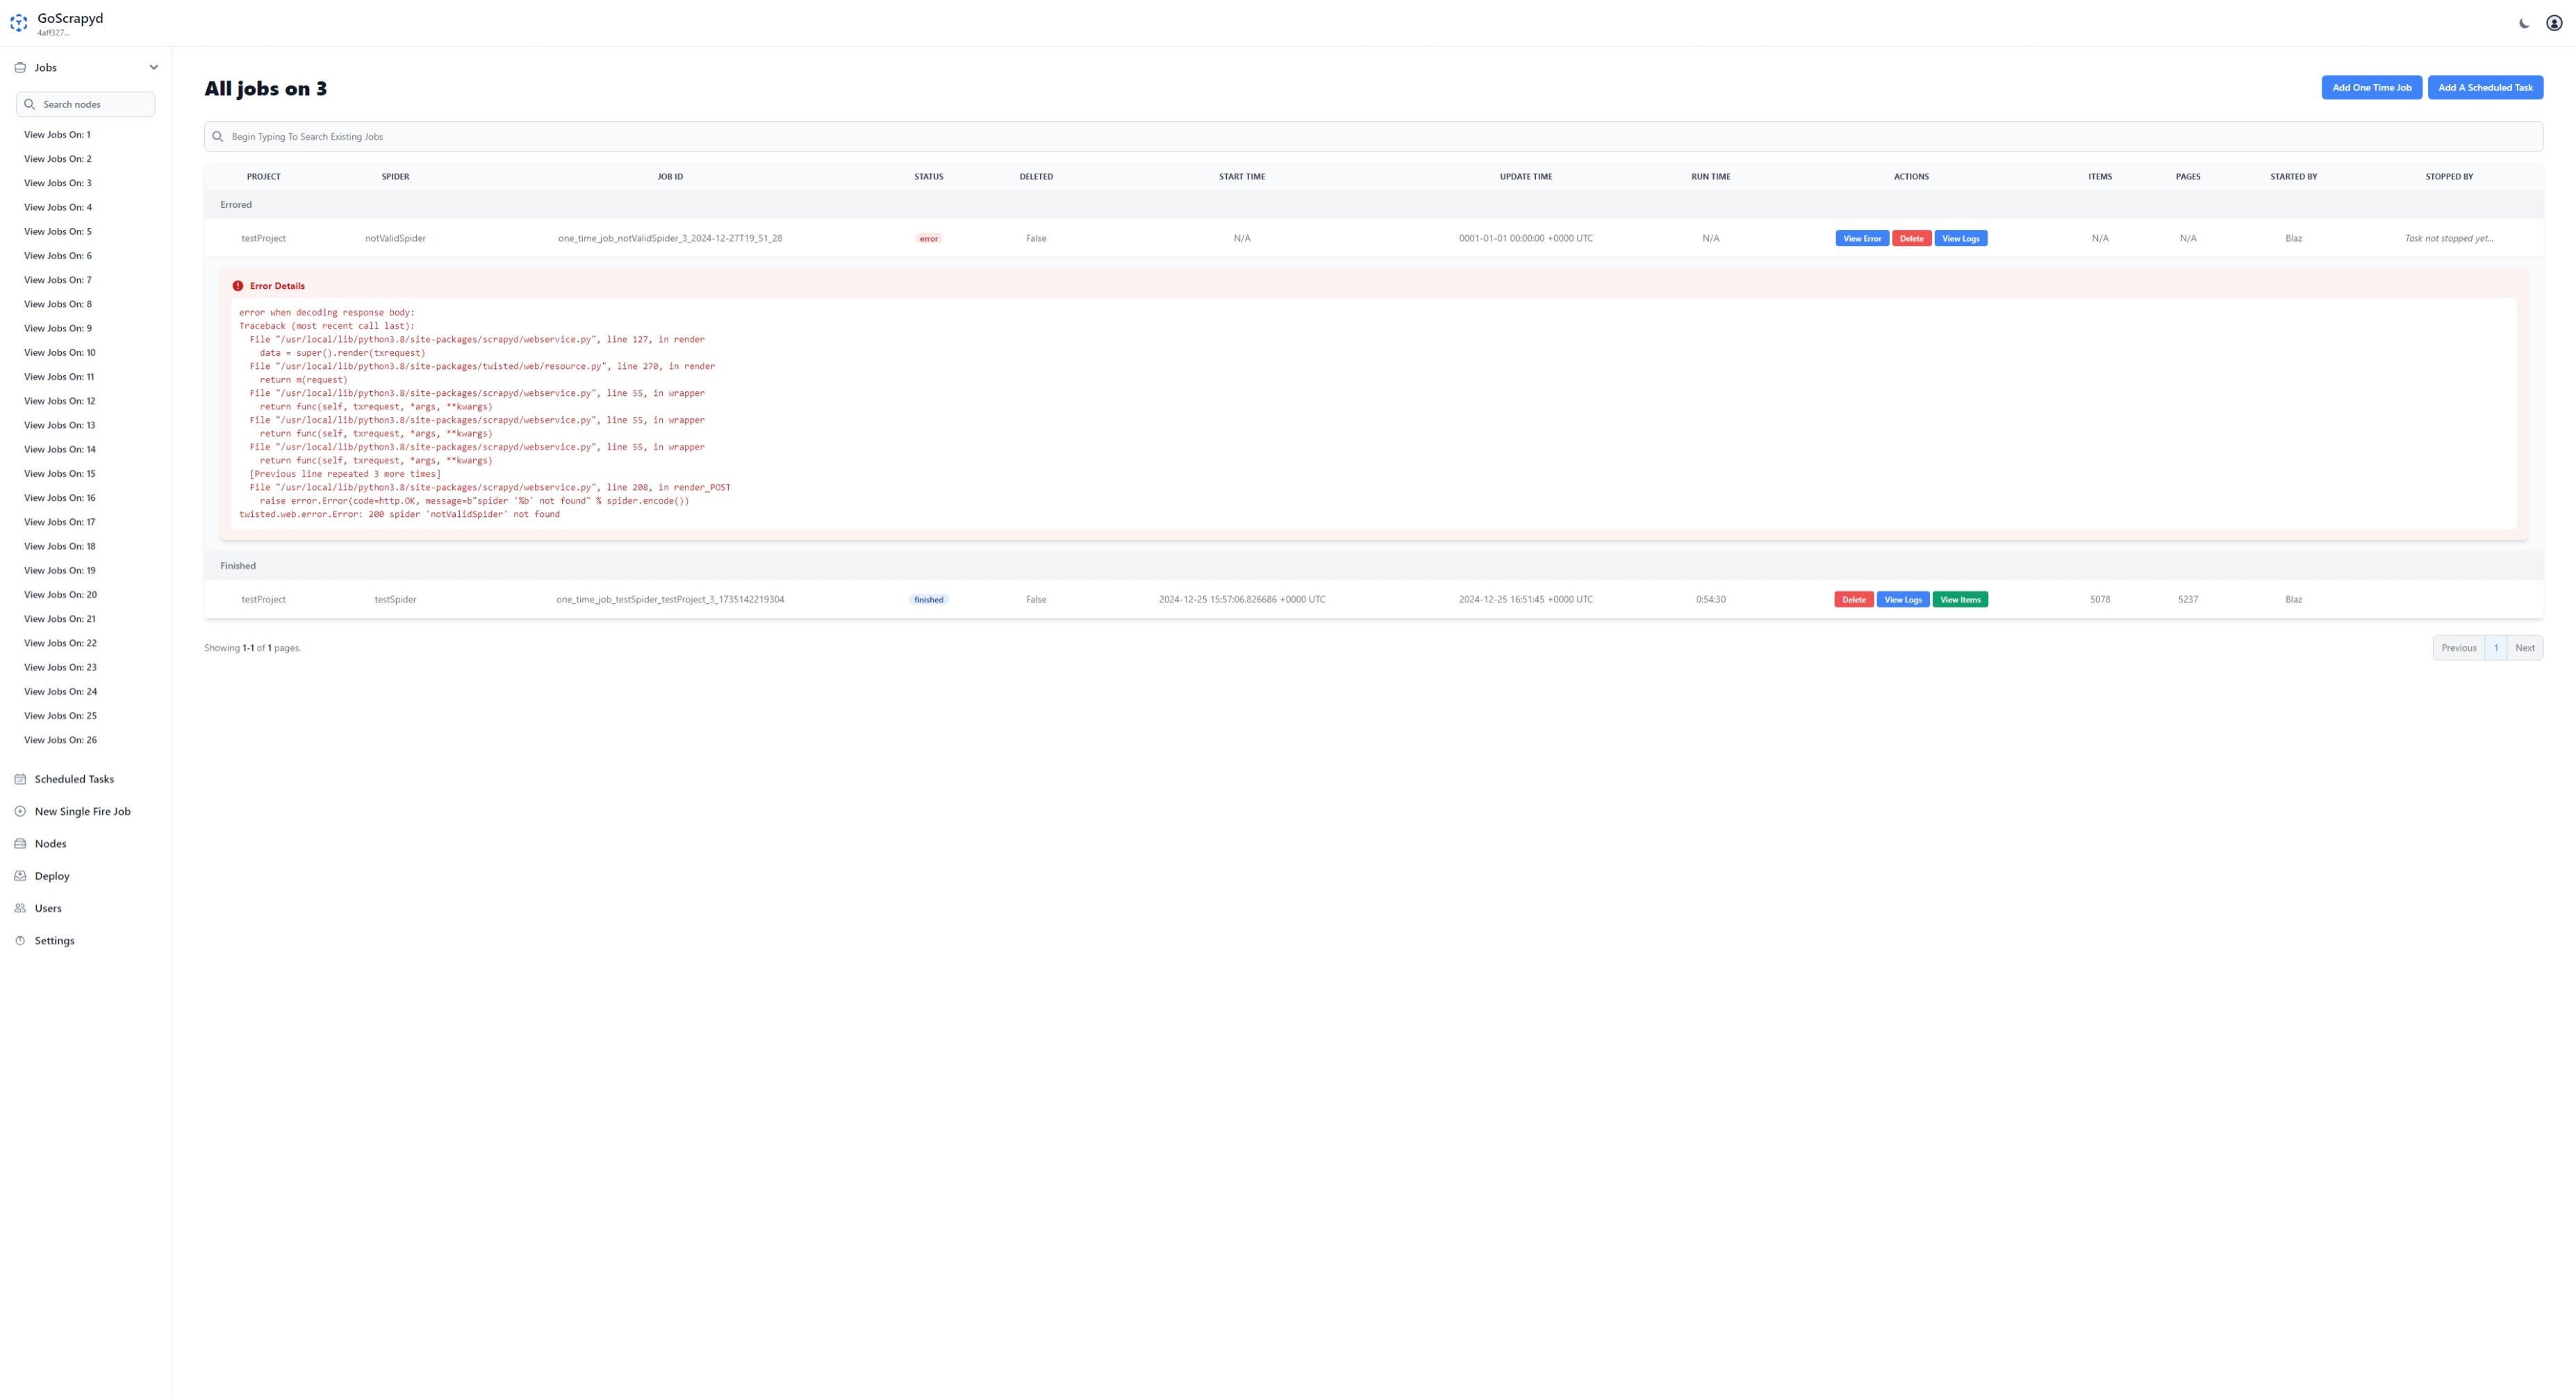 GoScrapyd
4aff327...
Jobs
Search nodes
View Jobs On: 1
View Jobs On: 2
View Jobs On: 3
View Jobs On: 4
View Jobs On: 5
View Jobs On: 6
View Jobs On: 7
View Jobs On: 8
View Jobs On: 9
View Jobs On: 10
View Jobs On: 11
View Jobs On: 12
View Jobs On: 13
View Jobs On: 14
View Jobs On: 15
View Jobs On: 16
View Jobs On: 17
View Jobs On: 18
View Jobs On: 19
View Jobs On: 20
View Jobs On: 21
View Jobs On: 22
View Jobs On: 23
View Jobs On: 24
View Jobs On: 25
View Jobs On: 26
Scheduled Tasks
New Single Fire Job
Nodes
Deploy
Users
Settings
All jobs on 3
Add One Time Job Add A Scheduled Task
Begin Typing To Search Existing Jobs
PROJECT SPIDER JOB ID STATUS DELETED START TIME UPDATE TIME RUN TIME ACTIONS ITEMS PAGES STARTED BY STOPPED BY
Errored
testProject notValidSpider one_time_job_notValidSpider_3_2024-12-27T19_51_28 error False N/A 0001-01-01 00:00:00 +0000 UTC N/A View Error Delete View Logs N/A N/A Blaz Task not stopped yet...
Error Details
error when decoding response body:
Traceback (most recent call last):
File "/usr/local/lib/python3.8/site-packages/scrapyd/webservice.py", line 127, in render
data = super().render(txrequest)
File "/usr/local/lib/python3.8/site-packages/twisted/web/resource.py", line 270, in render
return m(request)
File "/usr/local/lib/python3.8/site-packages/scrapyd/webservice.py", line 55, in wrapper
return func(self, txrequest, *args, **kwargs)
File "/usr/local/lib/python3.8/site-packages/scrapyd/webservice.py", line 55, in wrapper
return func(self, txrequest, *args, **kwargs)
File "/usr/local/lib/python3.8/site-packages/scrapyd/webservice.py", line 55, in wrapper
return func(self, txrequest, *args, **kwargs)
[Previous line repeated 3 more times]
File "/usr/local/lib/python3.8/site-packages/scrapyd/webservice.py", line 208, in render_POST
raise error.Error(code=http.OK, message=b"spider '%b' not found" % spider.encode())
twisted.web.error.Error: 200 spider 'notValidSpider' not found
Finished
testProject testSpider one_time_job_testSpider_testProject_3_1735142219304 finished False 2024-12-25 15:57:06.826686 +0000 UTC 2024-12-25 16:51:45 +0000 UTC 0:54:30 Delete View Logs View Items 5078 5237 Blaz
Showing 1-1 of 1 pages.
Previous 1 Next